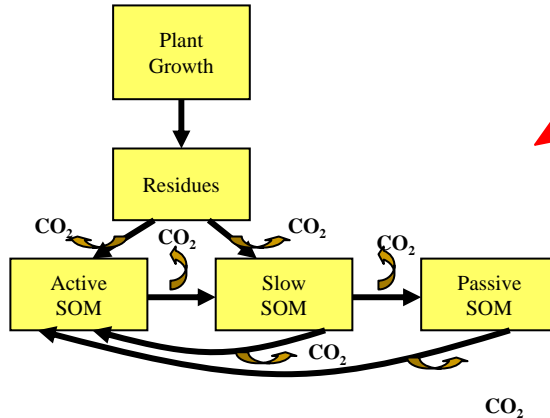 Plant
Growth
Residues
CO₂
CO₂
CO₂
CO₂
Active
SOM
Slow
SOM
Passive
SOM
CO₂
CO₂